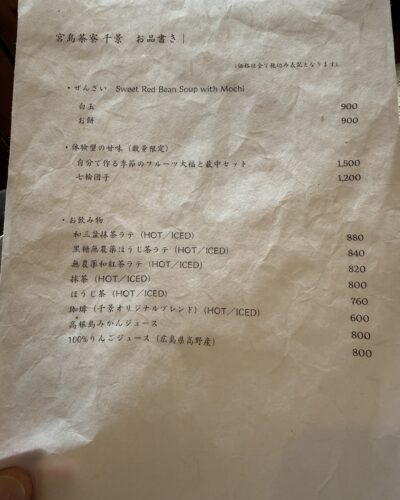 宮島茶寮 千景　お品書き｜
(価格は全て税込み表記となります)
・ぜんざい　Sweet Red Bean Soup with Mochi
白玉 900
お餅 900
・体験型の甘味（数量限定）
自分で作る季節のフルーツ大福と最中セット 1,500
七輪団子 1,200
・お飲み物
和三盆抹茶ラテ（HOT／ICED） 880
黒糖無農薬ほうじ茶ラテ（HOT／ICED） 840
無農薬和紅茶ラテ（HOT／ICED） 820
抹茶（HOT／ICED） 800
ほうじ茶（HOT／ICED） 760
珈琲（千景オリジナルブレンド）（HOT／ICED） 600
高根島みかんジュース 800
100%りんごジュース（広島県高野産） 800